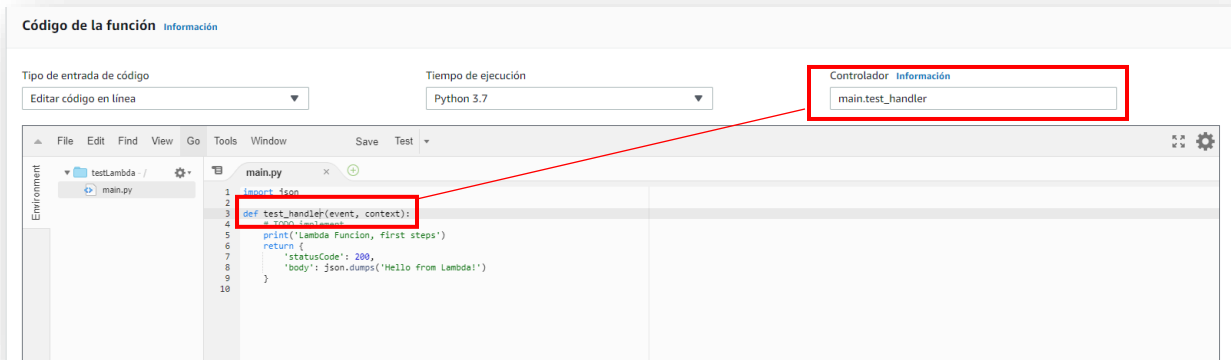 Código de la función Información
Tipo de entrada de código Tiempo de ejecución Controlador Información
Editar código en línea Python 3.7 main.test_handler
File Edit Find View Go Tools Window Save Test
Environment
testLambda - /
main.py
main.py ×
1 import json
2
3 def test_handler(event, context):
4 # TODO implement
5 print('Lambda Funcion, first steps')
6 return {
7 'statusCode': 200,
8 'body': json.dumps('Hello from Lambda!')
9 }
10